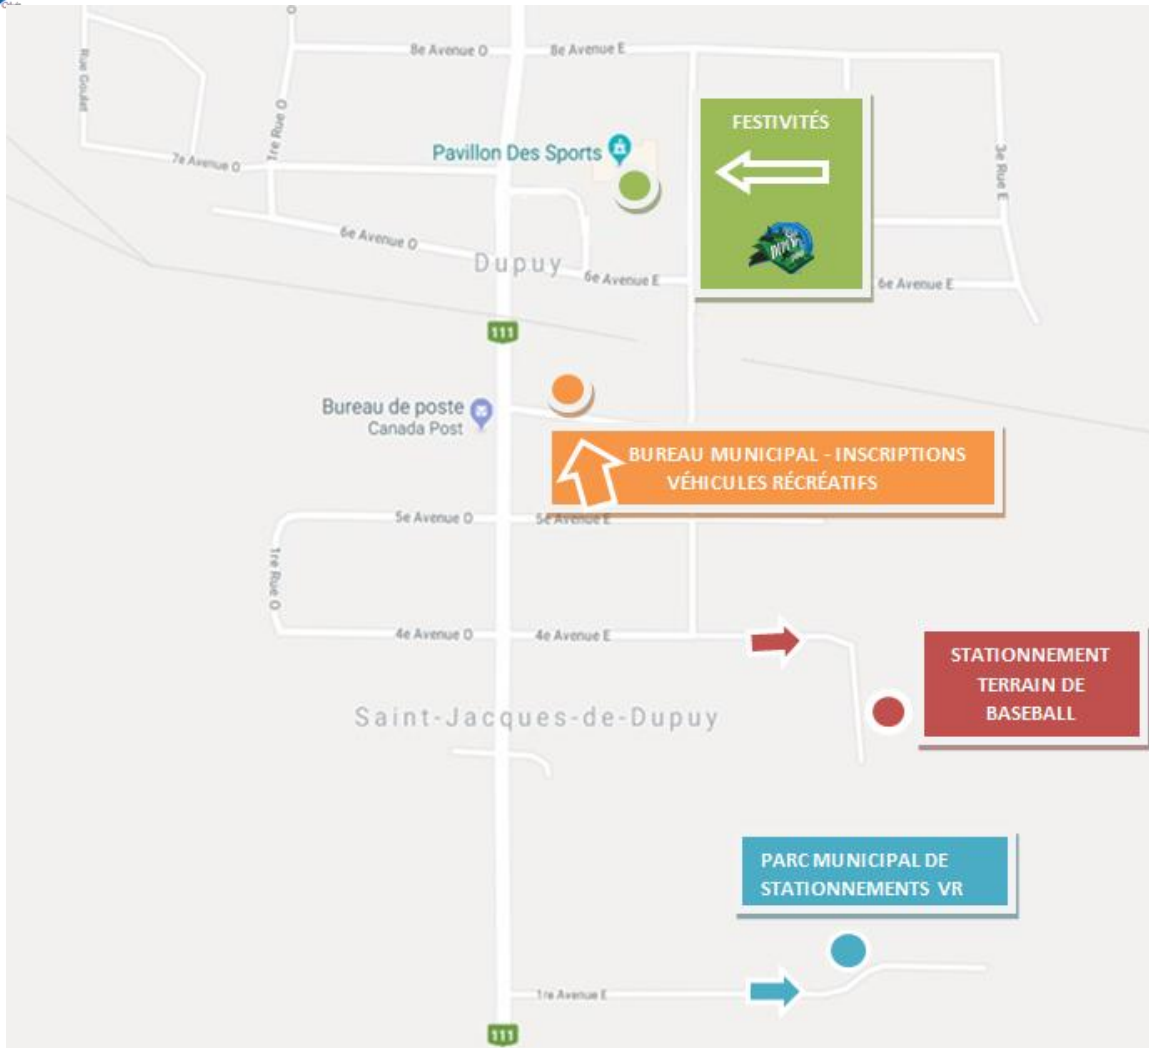 8e Avenue O
8e Avenue E
Rue Goulet
1re Rue O
FESTIVITÉS
Pavillon Des Sports
7e Avenue O
3e Rue E
6e Avenue O
Dupuy
6e Avenue E
6e Avenue E
111
Bureau de poste
Canada Post
BUREAU MUNICIPAL - INSCRIPTIONS
VÉHICULES RÉCRÉATIFS
5e Avenue O
5e Avenue E
1re Rue O
4e Avenue O
4e Avenue E
STATIONNEMENT
TERRAIN DE
BASEBALL
Saint-Jacques-de-Dupuy
PARC MUNICIPAL DE
STATIONNEMENTS VR
1re Avenue E
111